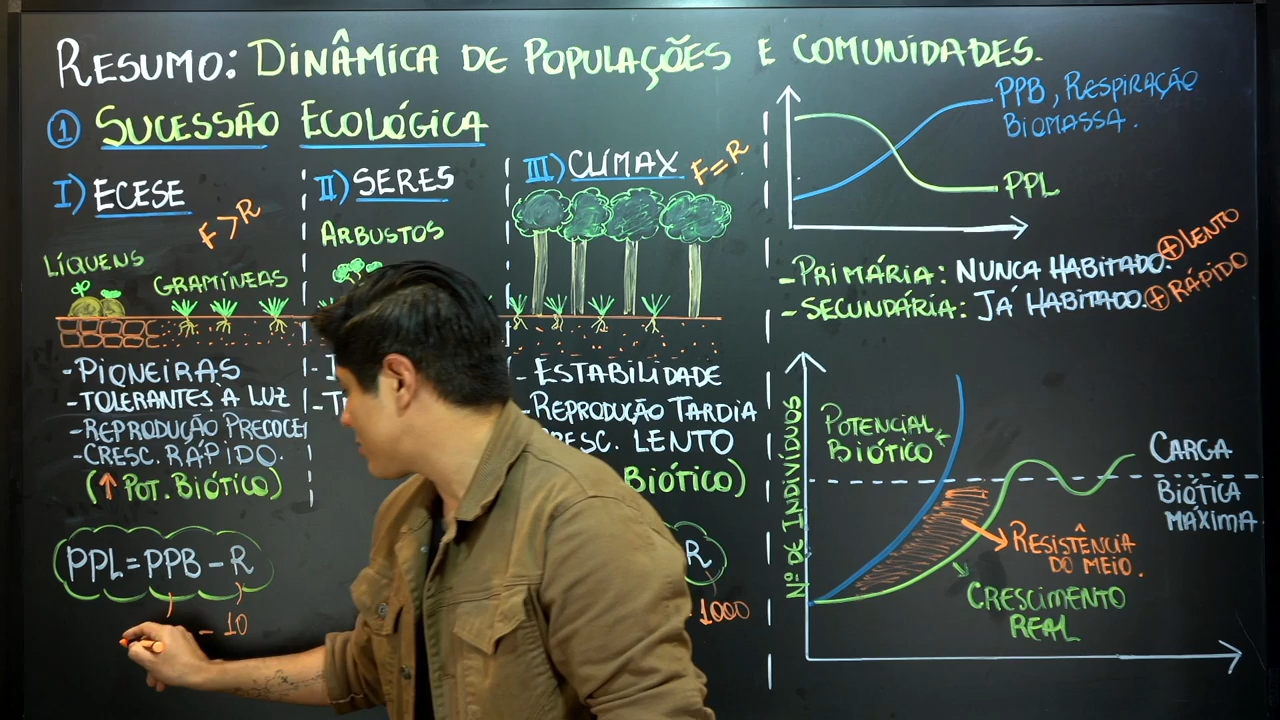 RESUMO: DINÂMICA DE POPULAÇÕES E COMUNIDADES.
① SUCESSÃO ECOLÓGICA
I) ECESE
F > R
LÍQUENS
GRAMÍNEAS
- PIONEIRAS
- TOLERANTES À LUZ
- REPRODUÇÃO PRECOCE
- CRESC. RÁPIDO.
(↑ POT. BIÓTICO)
PPL = PPB - R
- 10
II) SERES
ARBUSTOS
III) CLÍMAX
F = R
- ESTABILIDADE
- REPRODUÇÃO TARDIA
LENTO
BIÓTICO)
R
1000
PPB, RESPIRAÇÃO
BIOMASSA.
PPL
- PRIMÁRIA: NUNCA HABITADO. ⊕ LENTO
- SECUNDÁRIA: JÁ HABITADO. ⊕ RÁPIDO
Nº DE INDIVÍDUOS
POTENCIAL
BIÓTICO
CARGA
BIÓTICA
MÁXIMA
RESISTÊNCIA
DO MEIO.
CRESCIMENTO
REAL